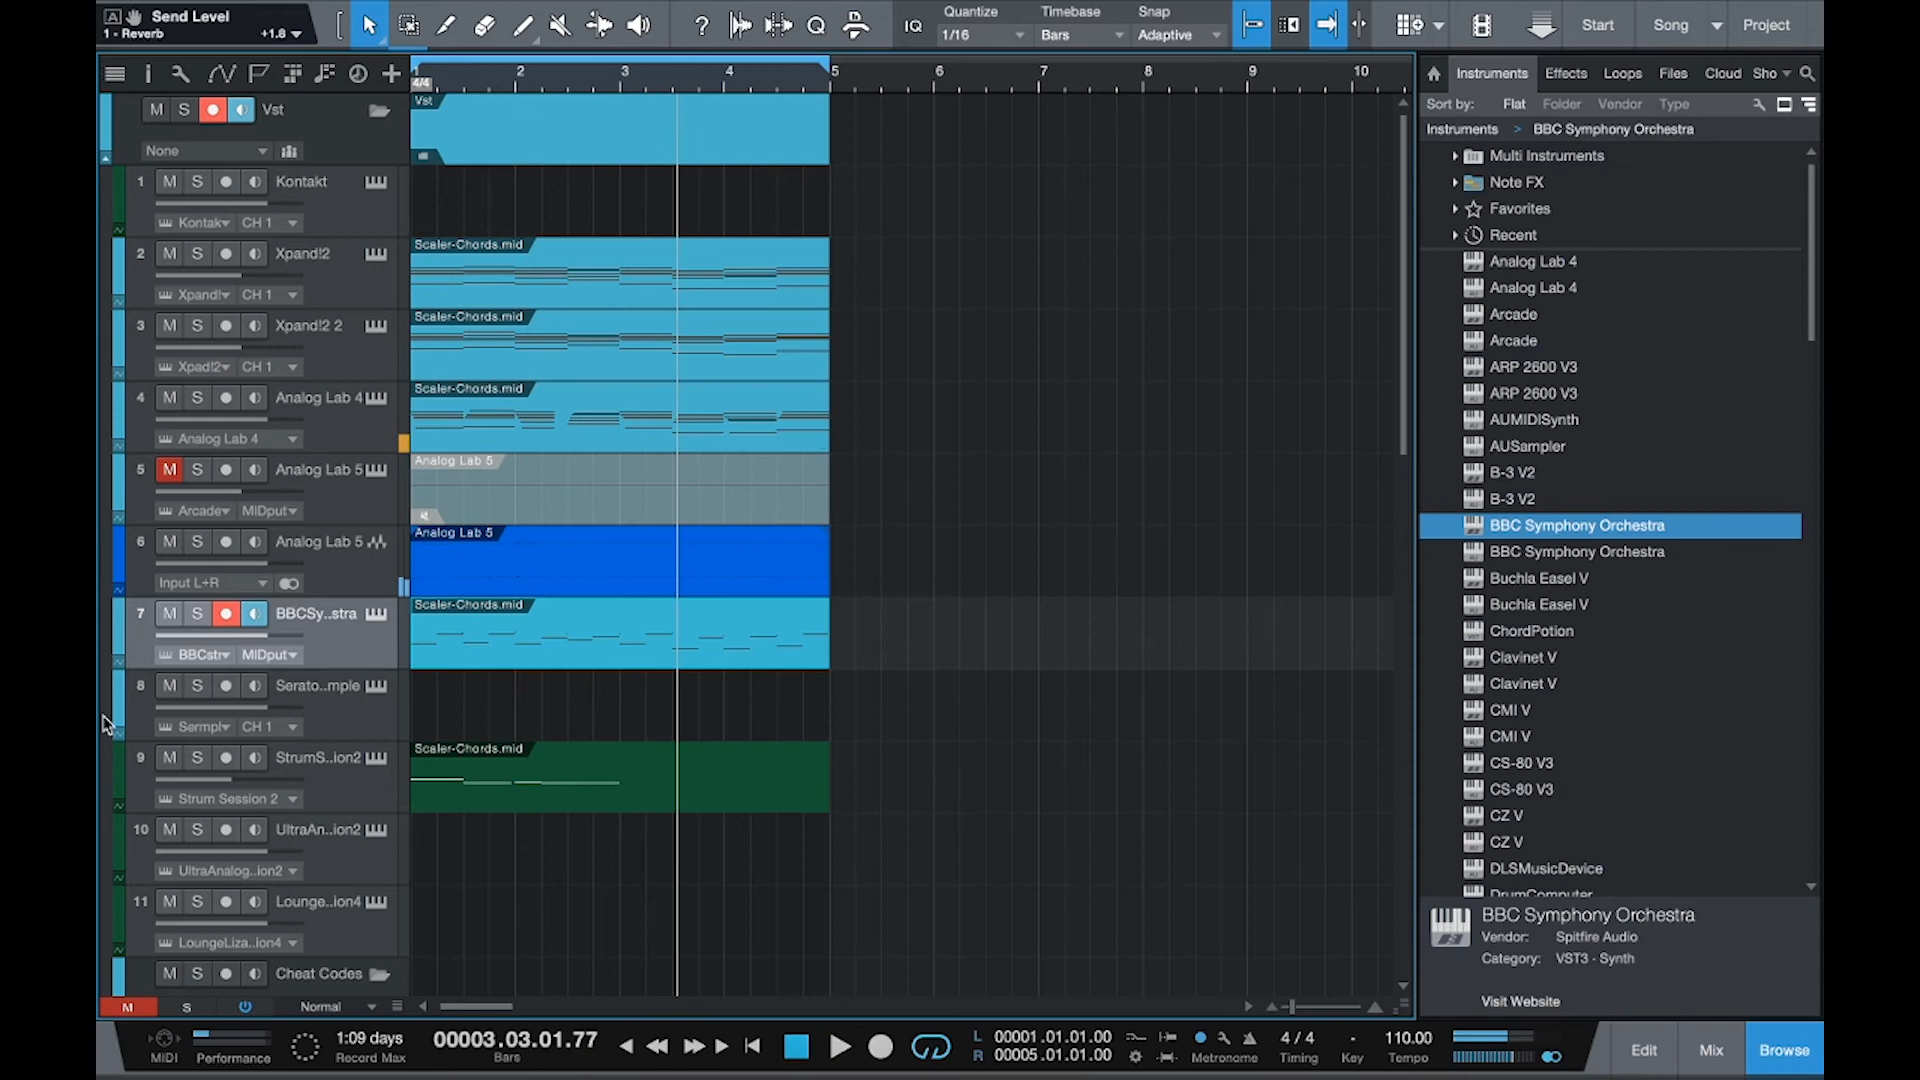 A Send Level
1 - Reverb +1.8
? Q IQ
Quantize Timebase Snap
1/16 Bars Adaptive
Start Song Project
1 2 3 4 5 6 7 8 9 10
4/4
Instruments Effects Loops Files Cloud Sho
Sort by: Flat Folder Vendor Type
Instruments > BBC Symphony Orchestra
M S Vst
None
Vst
1 M S Kontakt
Kontak CH 1
2 M S Xpand!2
Xpand! CH 1
Scaler-Chords.mid
3 M S Xpand!2 2
Xpad!2 CH 1
Scaler-Chords.mid
4 M S Analog Lab 4
Analog Lab 4
Scaler-Chords.mid
5 M S Analog Lab 5
Arcade MIDput
Analog Lab 5
6 M S Analog Lab 5
Input L+R
Analog Lab 5
7 M S BBCSy..stra
BBCstr MIDput
Scaler-Chords.mid
8 M S Serato..mple
Sermpl CH 1
9 M S StrumS..ion2
Strum Session 2
Scaler-Chords.mid
10 M S UltraAn..ion2
UltraAnalog..ion2
11 M S Lounge..ion4
LoungeLiza..ion4
M S Cheat Codes
M S Normal
Multi Instruments
Note FX
Favorites
Recent
Analog Lab 4
Analog Lab 4
Arcade
Arcade
ARP 2600 V3
ARP 2600 V3
AUMIDISynth
AUSampler
B-3 V2
B-3 V2
BBC Symphony Orchestra
BBC Symphony Orchestra
Buchla Easel V
Buchla Easel V
ChordPotion
Clavinet V
Clavinet V
CMI V
CMI V
CS-80 V3
CS-80 V3
CZ V
CZ V
DLSMusicDevice
DrumComputer
BBC Symphony Orchestra
Vendor: Spitfire Audio
Category: VST3 - Synth
Visit Website
MIDI Performance
1:09 days
Record Max
00003.03.01.77
Bars
L 00001.01.01.00
R 00005.01.01.00
Metronome
4 / 4
Timing
-
Key
110.00
Tempo
Edit Mix Browse